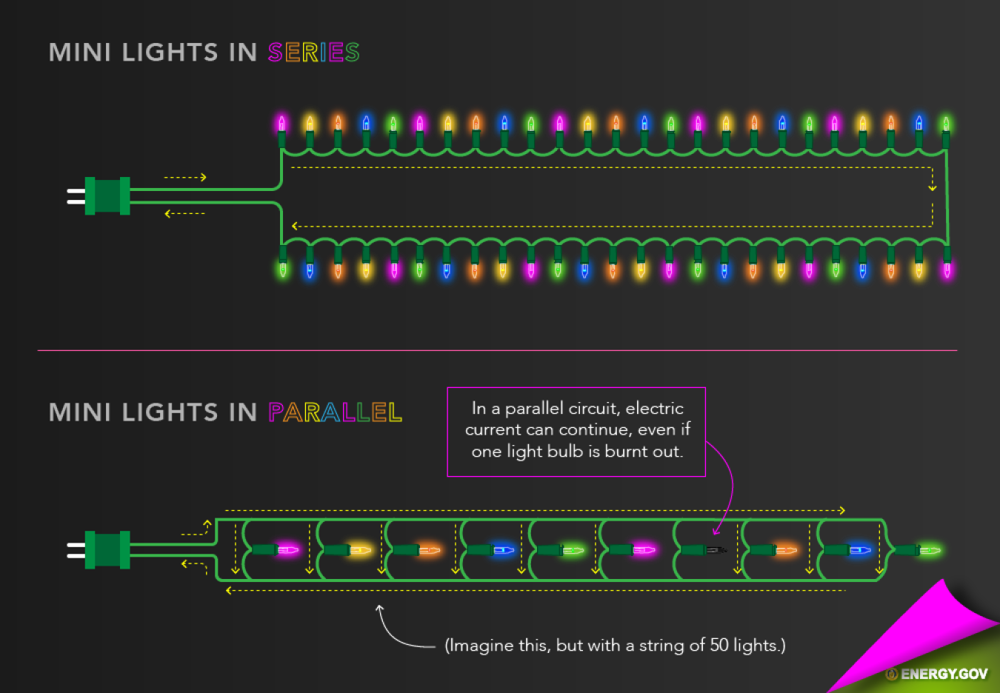 MINI LIGHTS IN SERIES
MINI LIGHTS IN PARALLEL
In a parallel circuit, electric
current can continue, even if
one light bulb is burnt out.
(Imagine this, but with a string of 50 lights.)
ENERGY.GOV